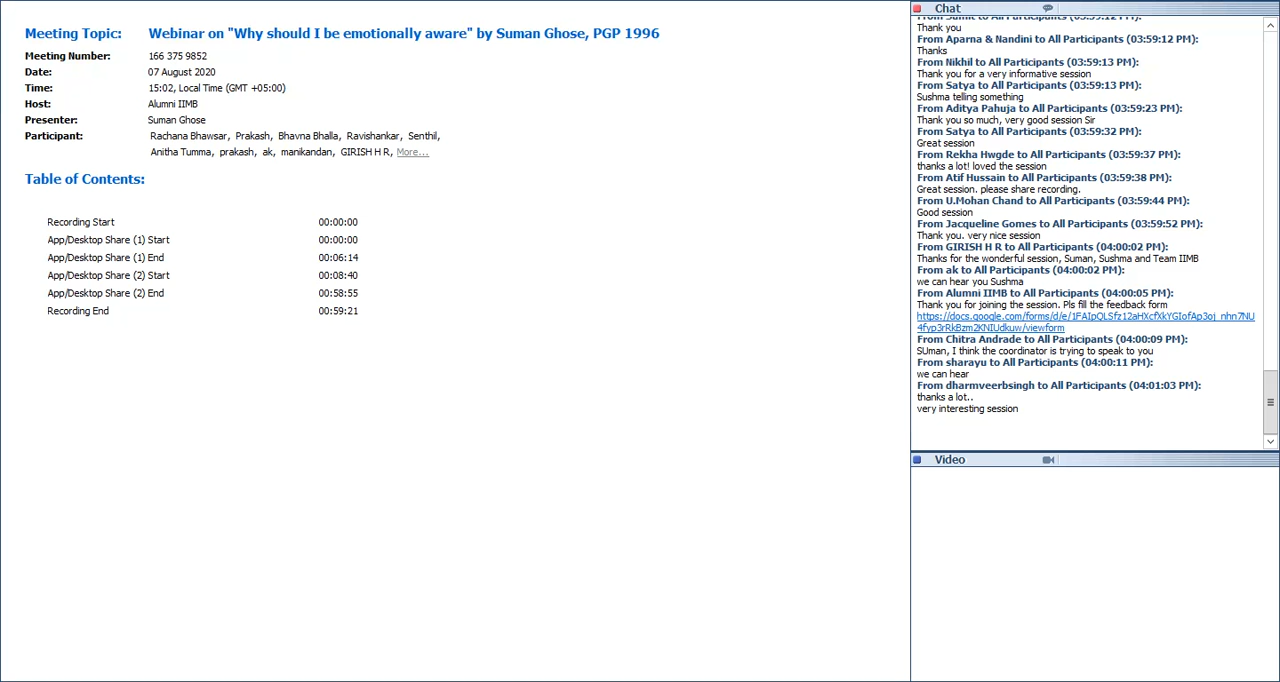 Meeting Topic: Webinar on "Why should I be emotionally aware" by Suman Ghose, PGP 1996
Meeting Number: 166 375 9852
Date: 07 August 2020
Time: 15:02, Local Time (GMT +05:00)
Host: Alumni IIMB
Presenter: Suman Ghose
Participant: Rachana Bhawsar, Prakash, Bhavna Bhalla, Ravishankar, Senthil,
Anitha Tumma, prakash, ak, manikandan, GIRISH H R, More...
Table of Contents:
Recording Start 00:00:00
App/Desktop Share (1) Start 00:00:00
App/Desktop Share (1) End 00:06:14
App/Desktop Share (2) Start 00:08:40
App/Desktop Share (2) End 00:58:55
Recording End 00:59:21
Chat
From Sumit to All Participants (03:59:12 PM):
Thank you
From Aparna & Nandini to All Participants (03:59:12 PM):
Thanks
From Nikhil to All Participants (03:59:13 PM):
Thank you for a very informative session
From Satya to All Participants (03:59:13 PM):
Sushma telling something
From Aditya Pahuja to All Participants (03:59:23 PM):
Thank you so much, very good session Sir
From Satya to All Participants (03:59:32 PM):
Great session
From Rekha Hwgde to All Participants (03:59:37 PM):
thanks a lot! loved the session
From Atif Hussain to All Participants (03:59:38 PM):
Great session. please share recording.
From U.Mohan Chand to All Participants (03:59:44 PM):
Good session
From Jacqueline Gomes to All Participants (03:59:52 PM):
Thank you. very nice session
From GIRISH H R to All Participants (04:00:02 PM):
Thanks for the wonderful session, Suman, Sushma and Team IIMB
From ak to All Participants (04:00:02 PM):
we can hear you Sushma
From Alumni IIMB to All Participants (04:00:05 PM):
Thank you for joining the session. Pls fill the feedback form
https://docs.google.com/forms/d/e/1FAIpQLSfz12aHXcfXkYGIofAp3oj_nhn7NU
4fyp3rRkBzm2KNIUdkuw/viewform
From Chitra Andrade to All Participants (04:00:09 PM):
SUman, I think the coordinator is trying to speak to you
From sharayu to All Participants (04:00:11 PM):
we can hear
From dharmveerbsingh to All Participants (04:01:03 PM):
thanks a lot..
very interesting session
Video